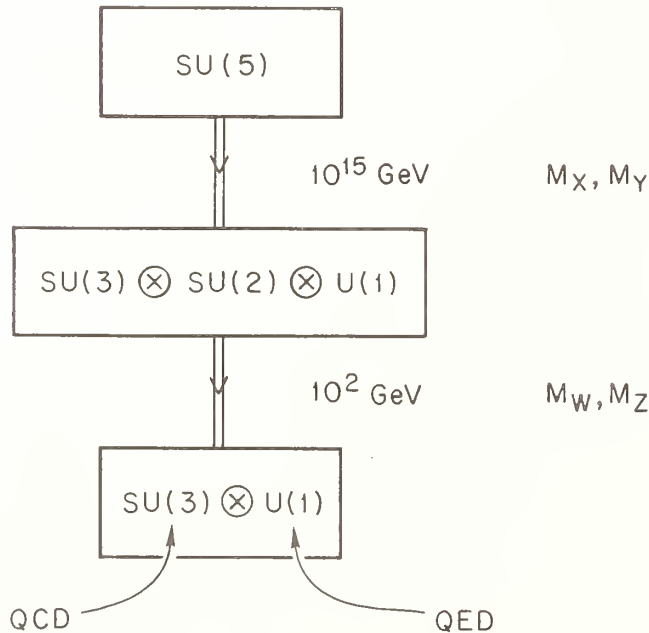 SU(5)
10¹⁵ GeV M_X, M_Y
SU(3) ⊗ SU(2) ⊗ U(1)
10² GeV M_W, M_Z
SU(3) ⊗ U(1)
QCD QED